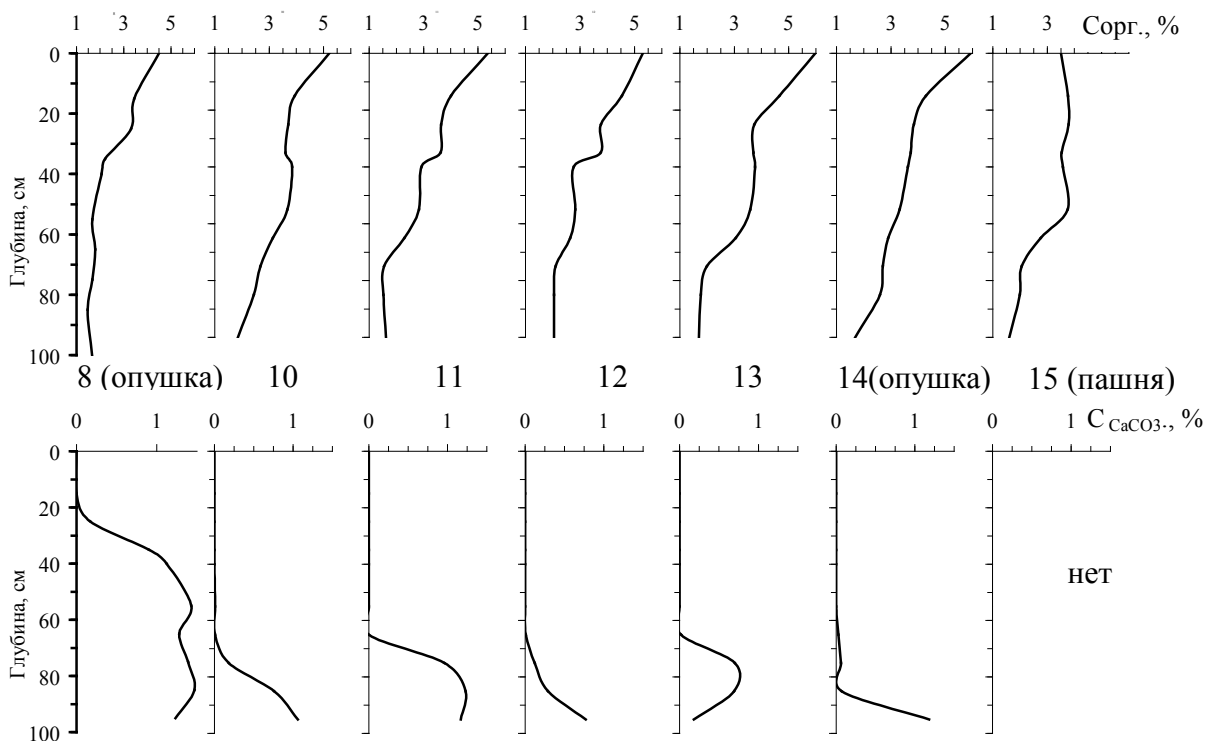 1 3 5 1 3 5 1 3 5 1 3 5 1 3 5 1 3 5 1 3 Сорг., %
0
20
40
60
80
100
Глубина, см
8 (опушка) 10 11 12 13 14(опушка) 15 (пашня)
0 1 0 1 0 1 0 1 0 1 0 1 0 1 C CaCO3., %
0
20
40
60
80
100
Глубина, см
нет